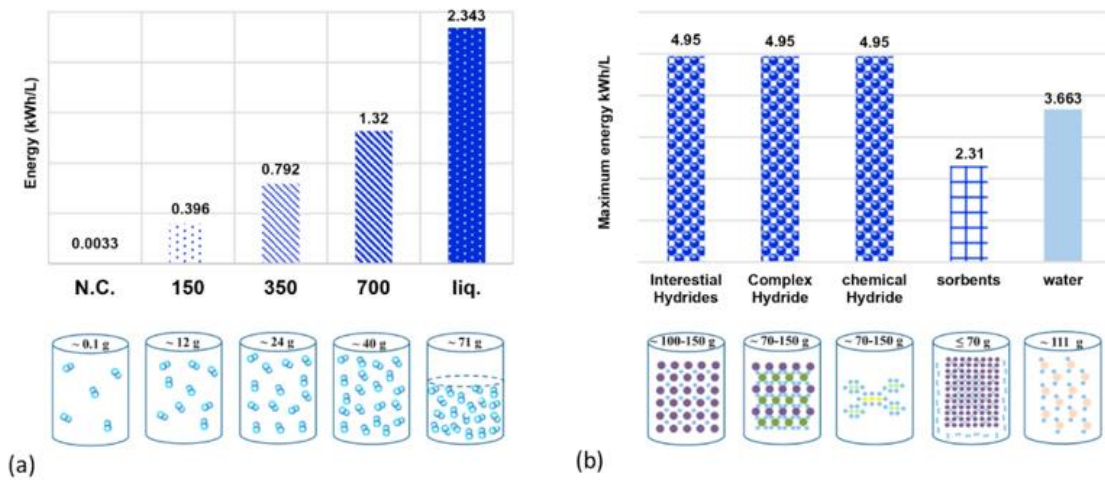 Energy (kWh/L)
0.0033
0.396
0.792
1.32
2.343
N.C.
150
350
700
liq.
~ 0.1 g
~ 12 g
~ 24 g
~ 40 g
~ 71 g
(a)
Maximum energy kWh/L
4.95
4.95
4.95
2.31
3.663
Interestial
Hydrides
Complex
Hydride
chemical
Hydride
sorbents
water
~ 100-150 g
~ 70-150 g
~ 70-150 g
≤ 70 g
~ 111 g
(b)